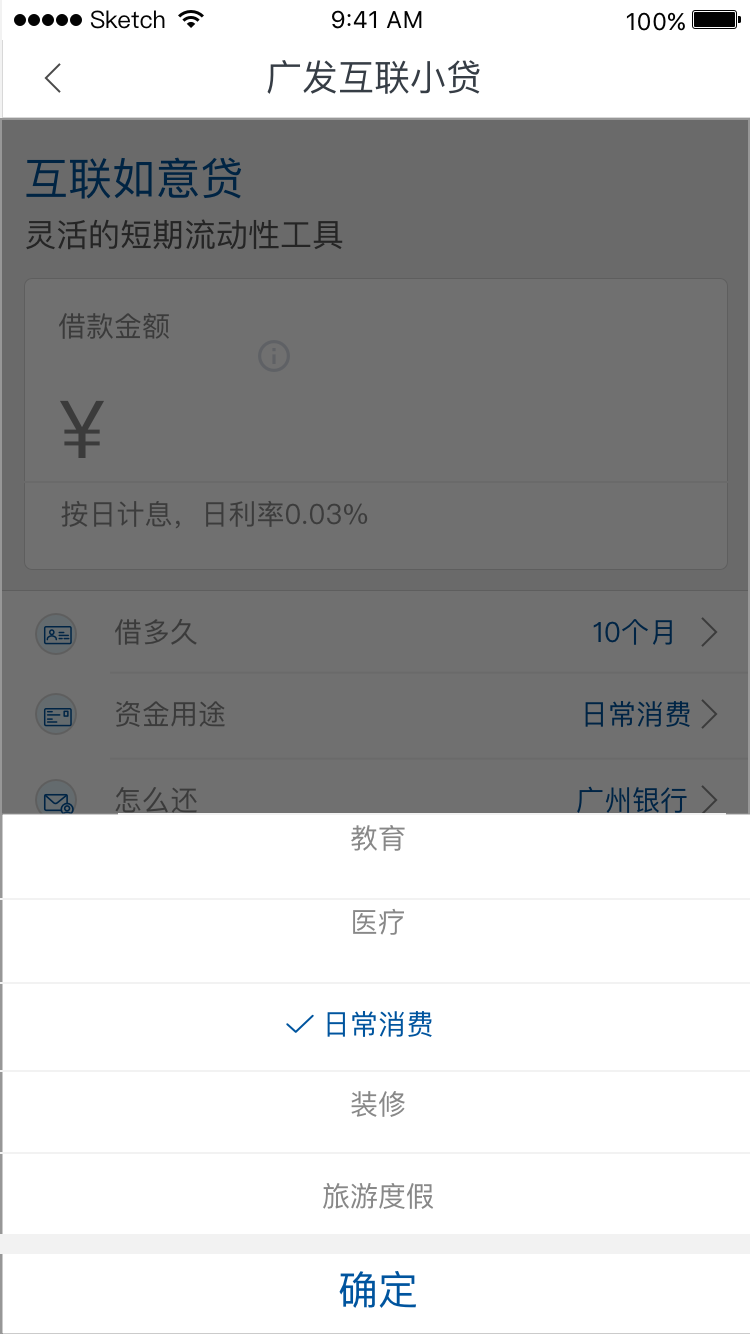 Sketch 9:41 AM 100%
广发互联小贷
互联如意贷
灵活的短期流动性工具
借款金额
¥
按日计息，日利率0.03%
借多久 10个月
资金用途 日常消费
怎么还 广州银行
教育
医疗
日常消费
装修
旅游度假
确定